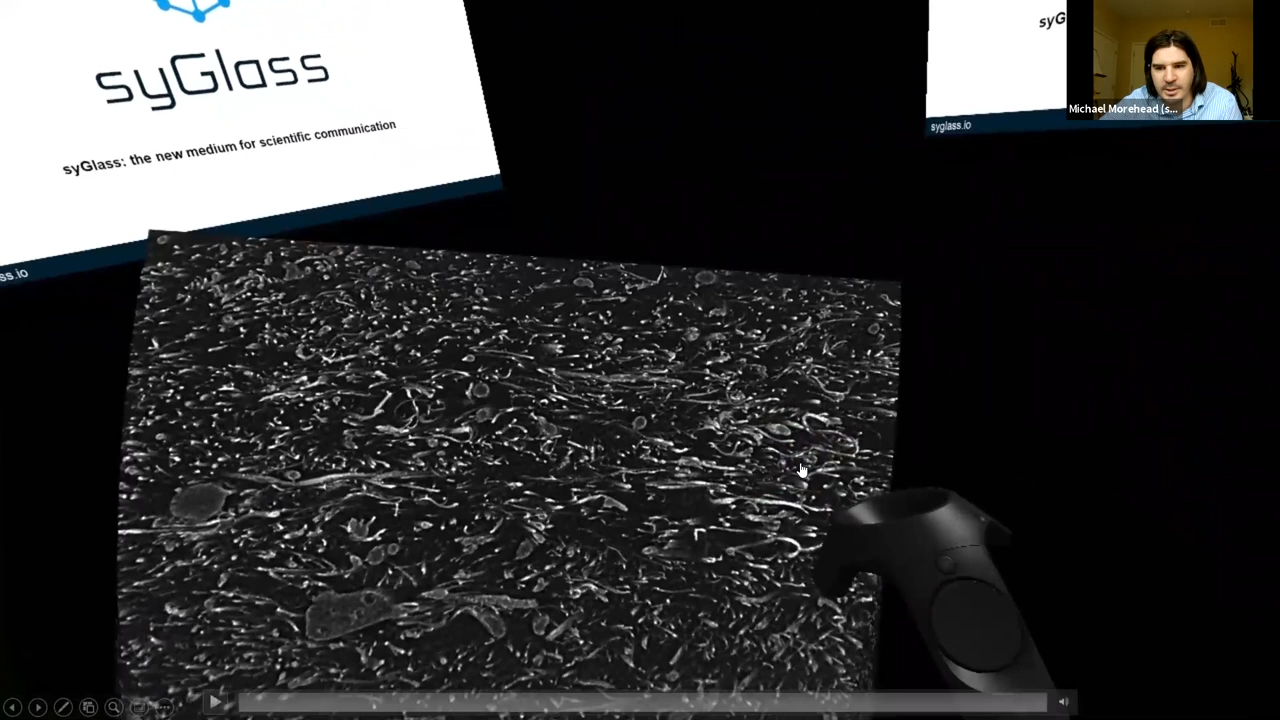 syGlass
syGlass: the new medium for scientific communication
ss.io
syG
syglass.io
Michael Morehead (s...